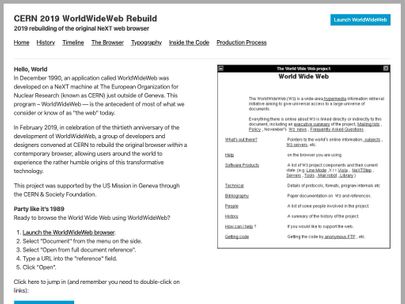 CERN 2019 WorldWideWeb Rebuild
2019 rebuilding of the original NeXT web browser
Launch WorldWideWeb
Home History Timeline The Browser Typography Inside the Code Production Process
Hello, World
In December 1990, an application called WorldWideWeb was
developed on a NeXT machine at The European Organization for
Nuclear Research (known as CERN) just outside of Geneva. This
program – WorldWideWeb — is the antecedent of most of what we
consider or know of as "the web" today.
In February 2019, in celebration of the thirtieth anniversary of the
development of WorldWideWeb, a group of developers and
designers convened at CERN to rebuild the original browser within a
contemporary browser, allowing users around the world to
experience the rather humble origins of this transformative
technology.
This project was supported by the US Mission in Geneva through
the CERN & Society Foundation.
Party like it's 1989
Ready to browse the World Wide Web using WorldWideWeb?
1. Launch the WorldWideWeb browser.
2. Select "Document" from the menu on the side.
3. Select "Open from full document reference".
4. Type a URL into the "reference" field.
5. Click "Open".
Click here to jump in (and remember you need to double-click on
links):
The World Wide Web project
World Wide Web
The WorldWideWeb (W3) is a wide-area hypermedia information retrieval
initiative aiming to give universal access to a large universe of
documents.
Everything there is online about W3 is linked directly or indirectly to this
document, including an executive summary of the project, Mailing lists
, Policy , November's W3 news , Frequently Asked Questions .
What's out there? Pointers to the world's online information, subjects
, W3 servers, etc.
Help on the browser you are using
Software Products A list of W3 project components and their current
state. (e.g. Line Mode ,X11 Viola , NeXTStep
, Servers , Tools , Mail robot , Library )
Technical Details of protocols, formats, program internals etc
Bibliography Paper documentation on W3 and references.
People A list of some people involved in the project.
History A summary of the history of the project.
How can I help ? If you would like to support the web..
Getting code Getting the code by anonymous FTP , etc.